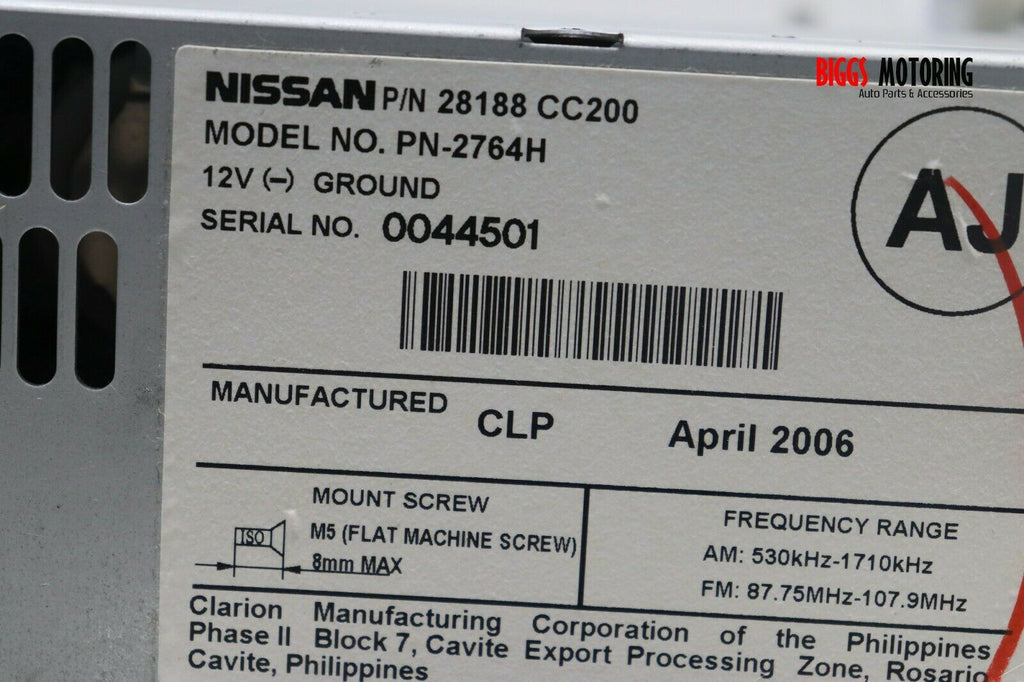 BIGGS MOTORING
Auto Parts & Accessories
NISSAN P/N 28188 CC200
MODEL NO. PN-2764H
12V (–) GROUND
SERIAL NO. 0044501
AJ
MANUFACTURED CLP April 2006
MOUNT SCREW
ISO
M5 (FLAT MACHINE SCREW)
8mm MAX
FREQUENCY RANGE
AM: 530kHz-1710kHz
FM: 87.75MHz-107.9MHz
Clarion Manufacturing Corporation of the Philippines
Phase II Block 7, Cavite Export Processing Zone, Rosario
Cavite, Philippines